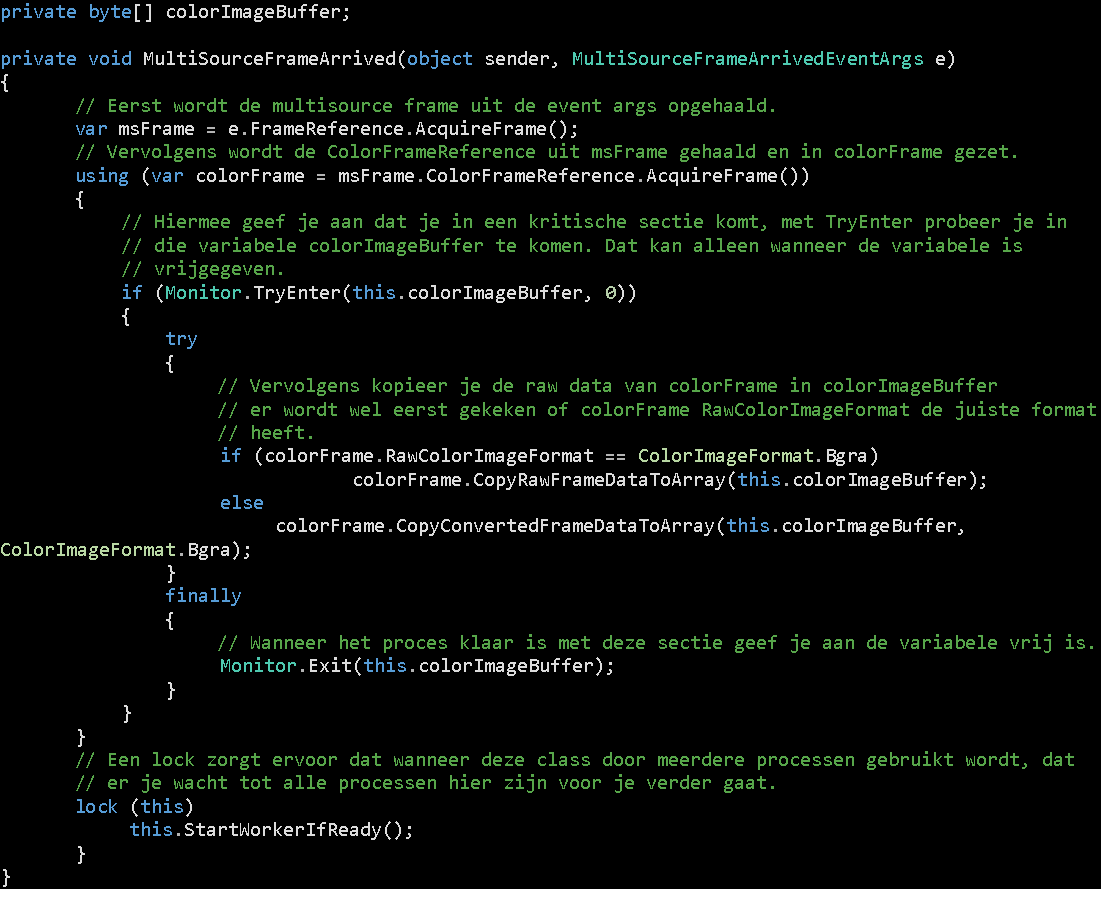 private byte[] colorImageBuffer;
private void MultiSourceFrameArrived(object sender, MultiSourceFrameArrivedEventArgs e)
{
// Eerst wordt de multisource frame uit de event args opgehaald.
var msFrame = e.FrameReference.AcquireFrame();
// Vervolgens wordt de ColorFrameReference uit msFrame gehaald en in colorFrame gezet.
using (var colorFrame = msFrame.ColorFrameReference.AcquireFrame())
{
// Hiermee geef je aan dat je in een kritische sectie komt, met TryEnter probeer je in
// die variabele colorImageBuffer te komen. Dat kan alleen wanneer de variabele is
// vrijgegeven.
if (Monitor.TryEnter(this.colorImageBuffer, 0))
{
try
{
// Vervolgens kopieer je de raw data van colorFrame in colorImageBuffer
// er wordt wel eerst gekeken of colorFrame RawColorImageFormat de juiste format
// heeft.
if (colorFrame.RawColorImageFormat == ColorImageFormat.Bgra)
colorFrame.CopyRawFrameDataToArray(this.colorImageBuffer);
else
colorFrame.CopyConvertedFrameDataToArray(this.colorImageBuffer,
ColorImageFormat.Bgra);
}
finally
{
// Wanneer het proces klaar is met deze sectie geef je aan de variabele vrij is.
Monitor.Exit(this.colorImageBuffer);
}
}
}
// Een lock zorgt ervoor dat wanneer deze class door meerdere processen gebruikt wordt, dat
// er je wacht tot alle processen hier zijn voor je verder gaat.
lock (this)
this.StartWorkerIfReady();
}
}